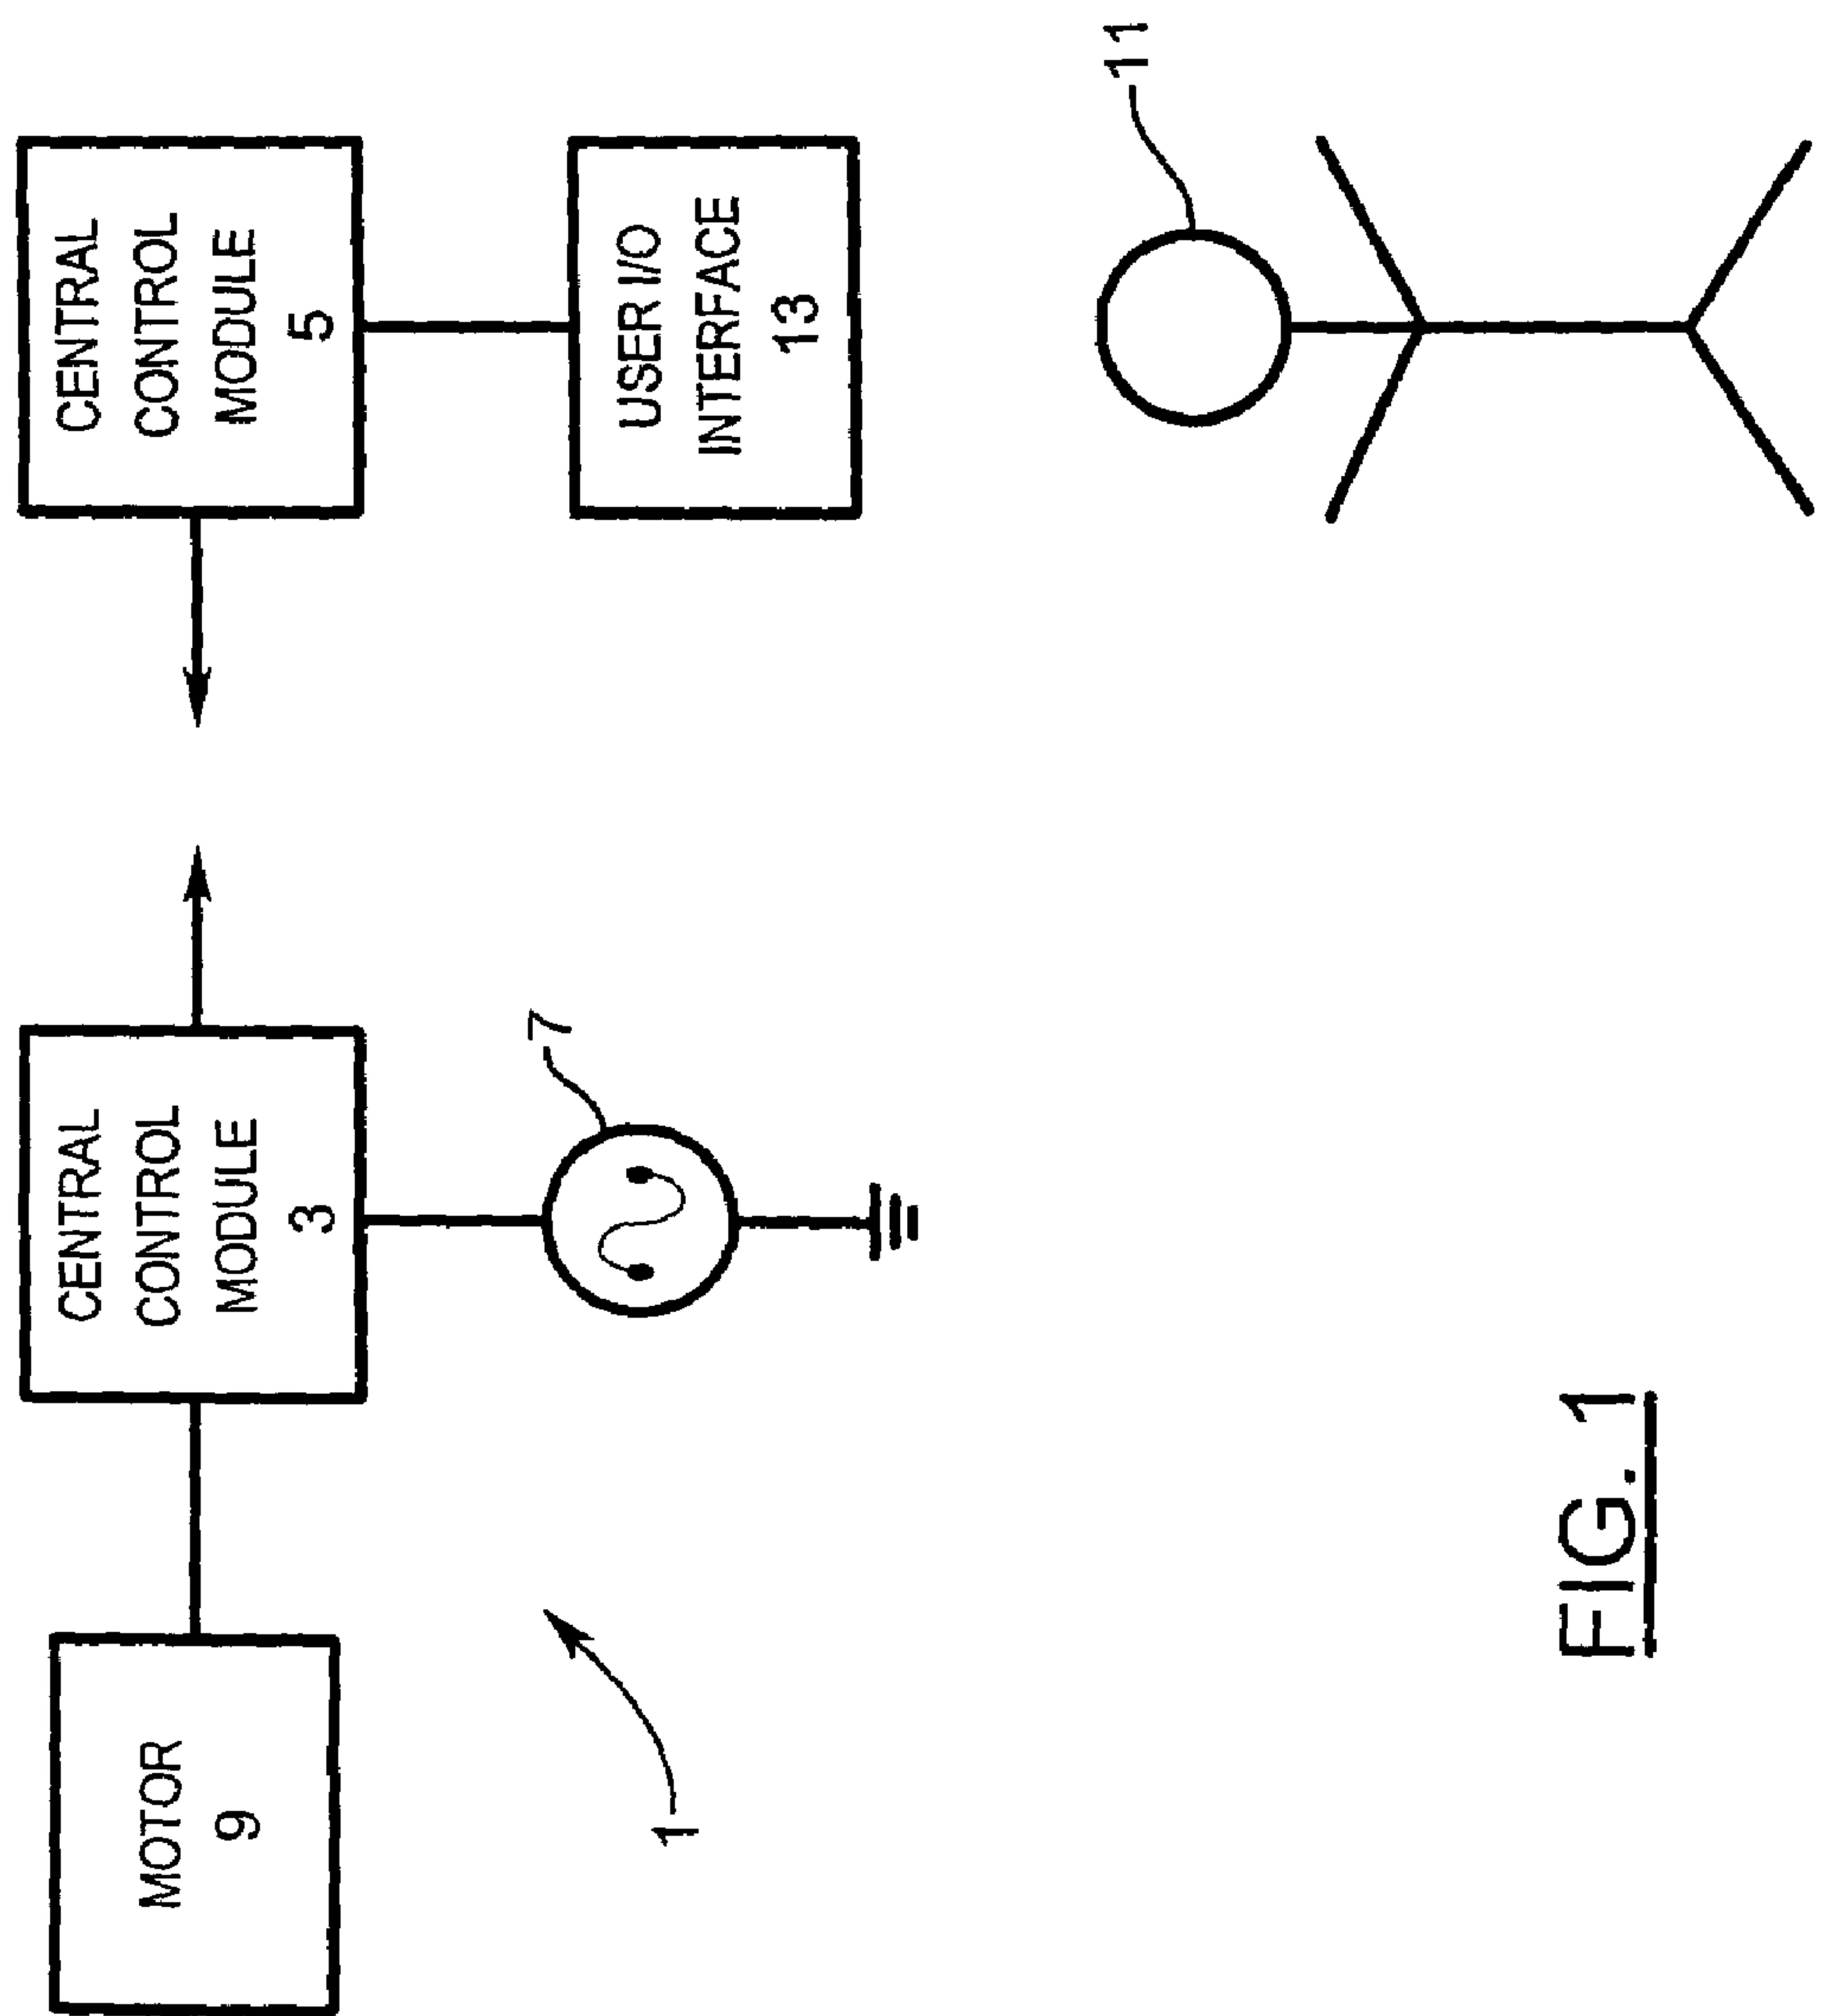 MOTOR
9
CENTRAL
CONTROL
MODULE
3
CENTRAL
CONTROL
MODULE
5
7
USER I/O
INTERFACE
13
1
11
FIG. 1